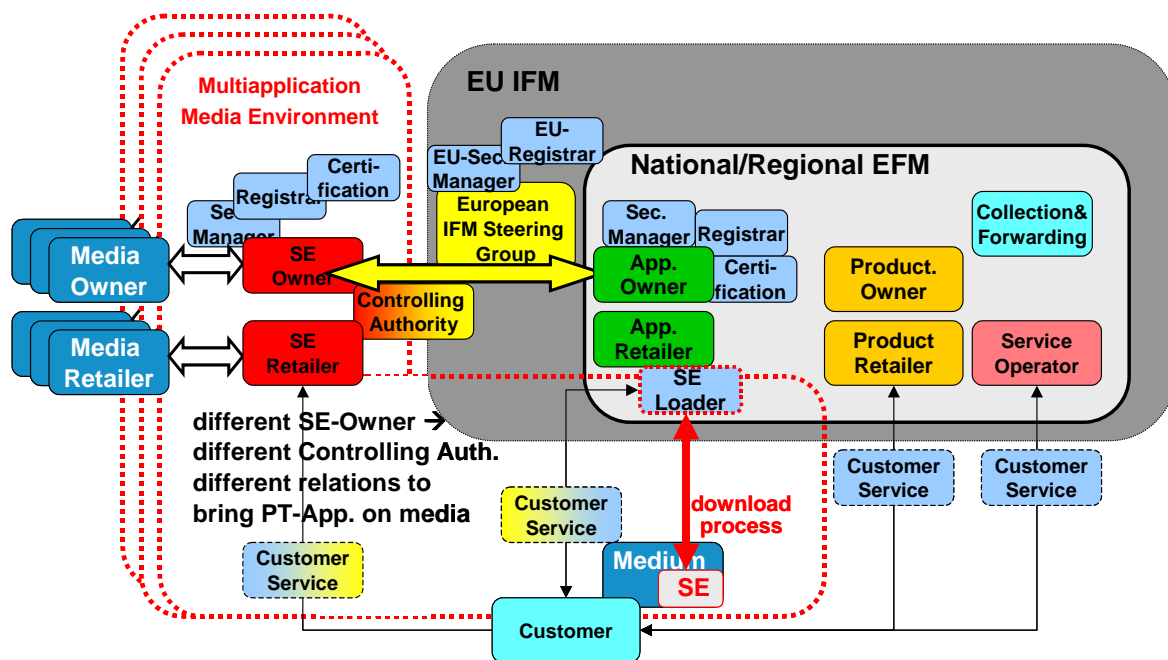 Multiapplication
Media Environment
EU IFM
EU-
Registrar
EU-Sec
Manager
National/Regional EFM
Certi-
fication
Registrar
Sec
Manager
European
IFM Steering
Group
Sec.
Manager
Registrar
Certi-
fication
Collection&
Forwarding
Media
Owner
SE
Owner
App.
Owner
Product.
Owner
Controlling
Authority
Media
Retailer
SE
Retailer
App.
Retailer
Product
Retailer
Service
Operator
SE
Loader
different SE-Owner →
different Controlling Auth.
different relations to
bring PT-App. on media
Customer
Service
Customer
Service
download
process
Customer
Service
Customer
Service
Medium
SE
Customer